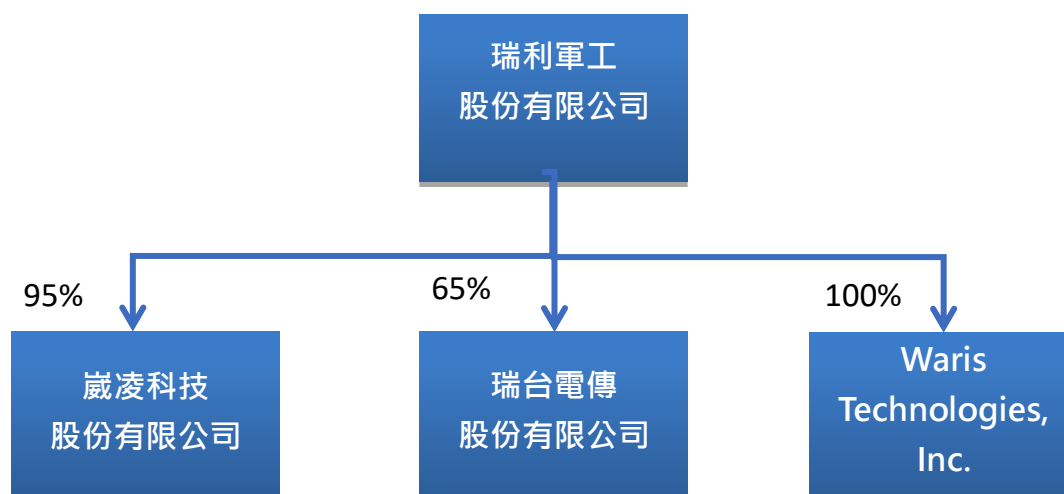 瑞利軍工
股份有限公司
95%
65%
100%
崴凌科技
股份有限公司
瑞台電傳
股份有限公司
Waris
Technologies,
Inc.